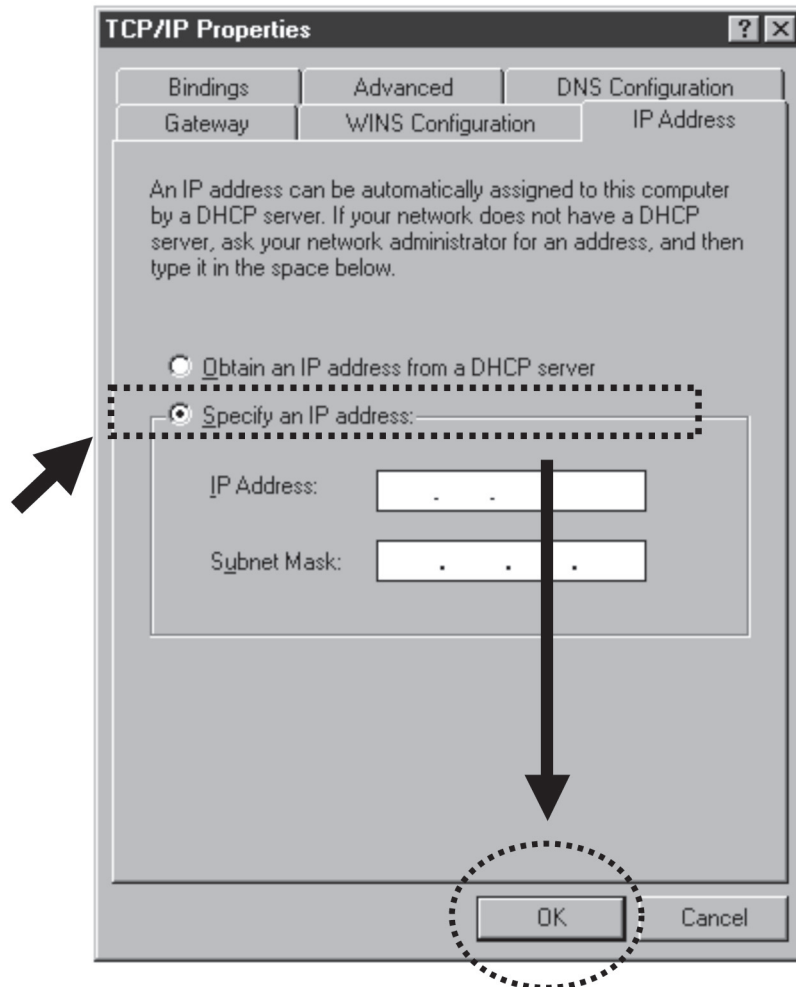 TCP/IP Properties
Bindings Advanced DNS Configuration
Gateway WINS Configuration IP Address
An IP address can be automatically assigned to this computer
by a DHCP server. If your network does not have a DHCP
server, ask your network administrator for an address, and then
type it in the space below.
Obtain an IP address from a DHCP server
Specify an IP address:
IP Address: . . .
Subnet Mask: . . .
OK Cancel